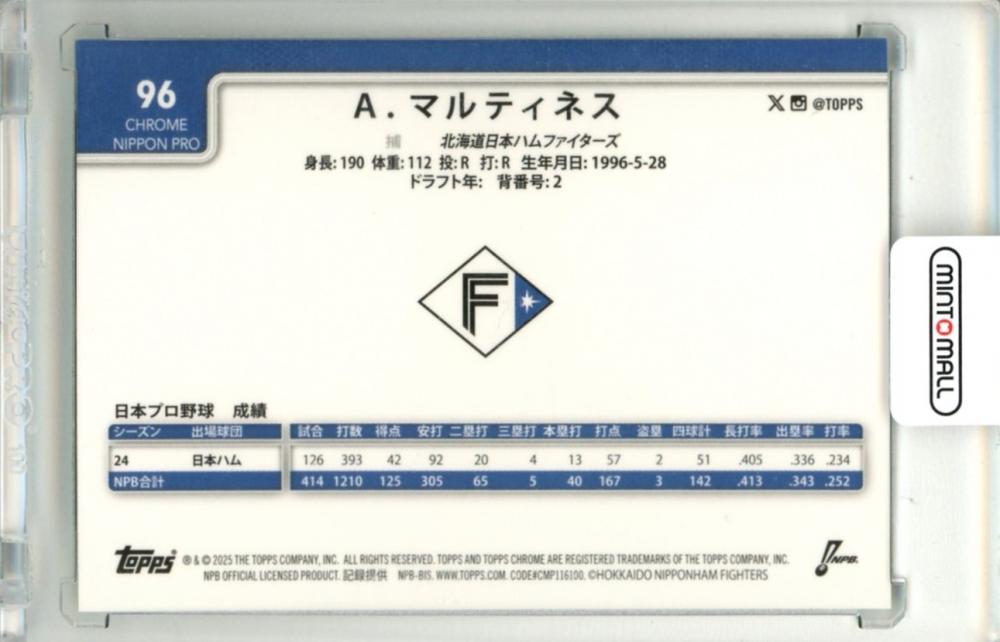 96
CHROME
NIPPON PRO
A.マルティネス
@TOPPS
捕 北海道日本ハムファイターズ
身長:190 体重:112 投:R 打:R 生年月日:1996-5-28
ドラフト年: 背番号:2
F
MINT MALL
日本プロ野球 成績
シーズン 出場球団 試合 打数 得点 安打 二塁打 三塁打 本塁打 打点 盗塁 四球計 長打率 出塁率 打率
24 日本ハム 126 393 42 92 20 4 13 57 2 51 .405 .336 .234
NPB合計 414 1210 125 305 65 5 40 167 3 142 .413 .343 .252
topps ® & © 2025 THE TOPPS COMPANY, INC. ALL RIGHTS RESERVED. TOPPS AND TOPPS CHROME ARE REGISTERED TRADEMARKS OF THE TOPPS COMPANY, INC.
NPB OFFICIAL LICENSED PRODUCT. 記録提供 NPB-BIS. WWW.TOPPS.COM. CODE#CMP116100. ©HOKKAIDO NIPPONHAM FIGHTERS
NPB.